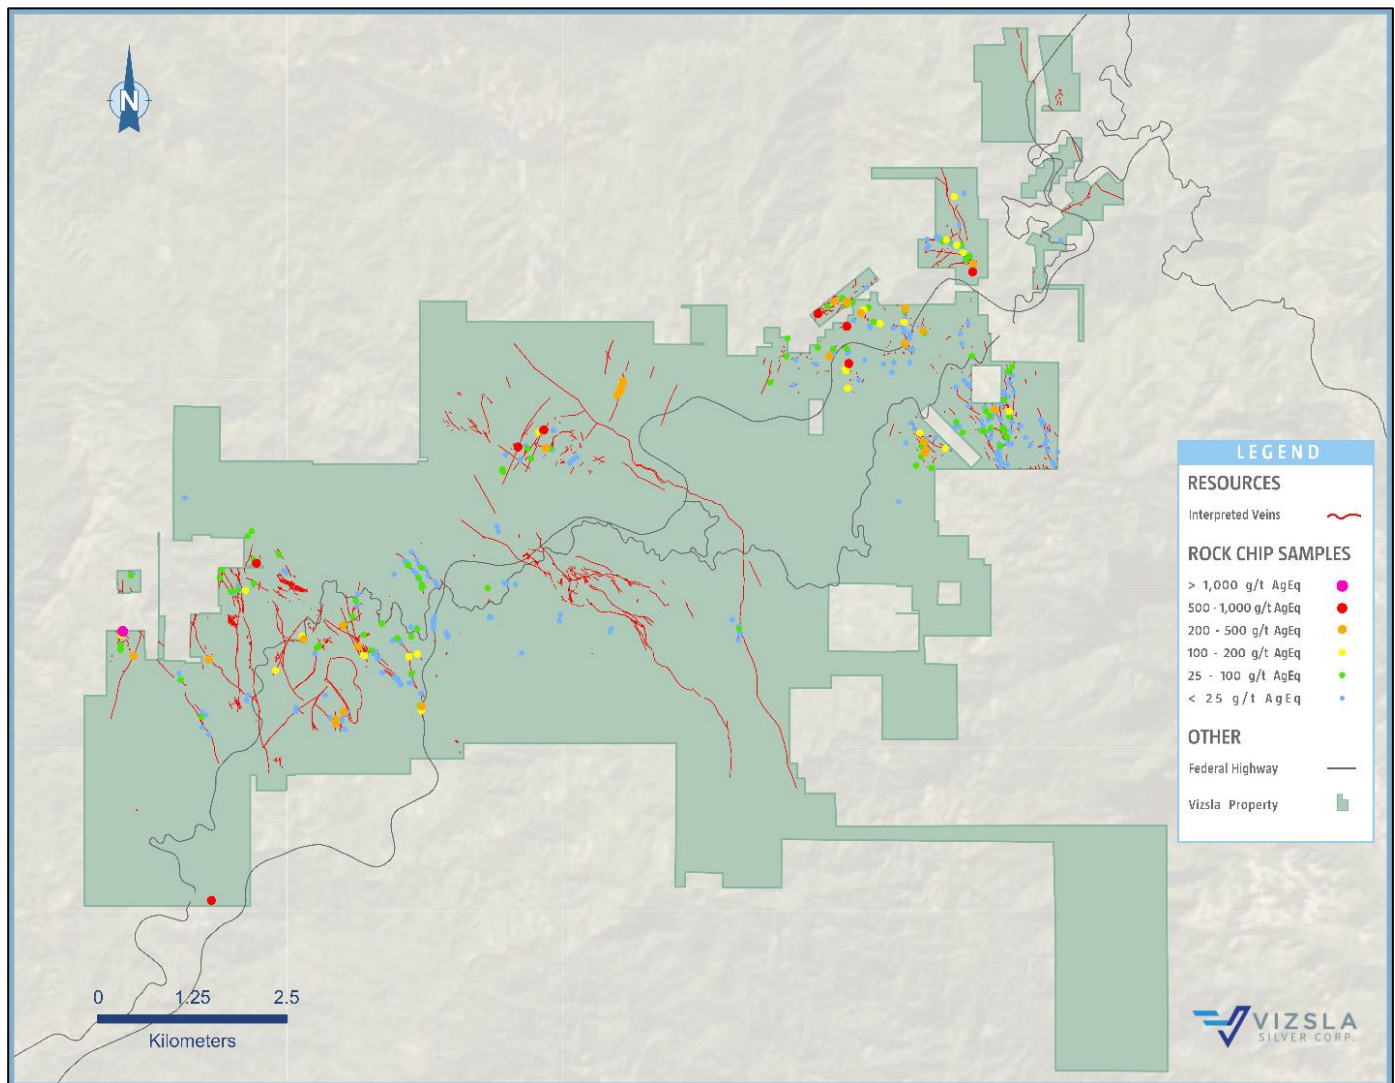 N
LEGEND
RESOURCES
Interpreted Veins
ROCK CHIP SAMPLES
> 1,000 g/t AgEq
500 - 1,000 g/t AgEq
200 - 500 g/t AgEq
100 - 200 g/t AgEq
25 - 100 g/t AgEq
< 25 g/t AgEq
OTHER
Federal Highway
Vizsla Property
0 1.25 2.5
Kilometers
VIZSLA
SILVER CORP.